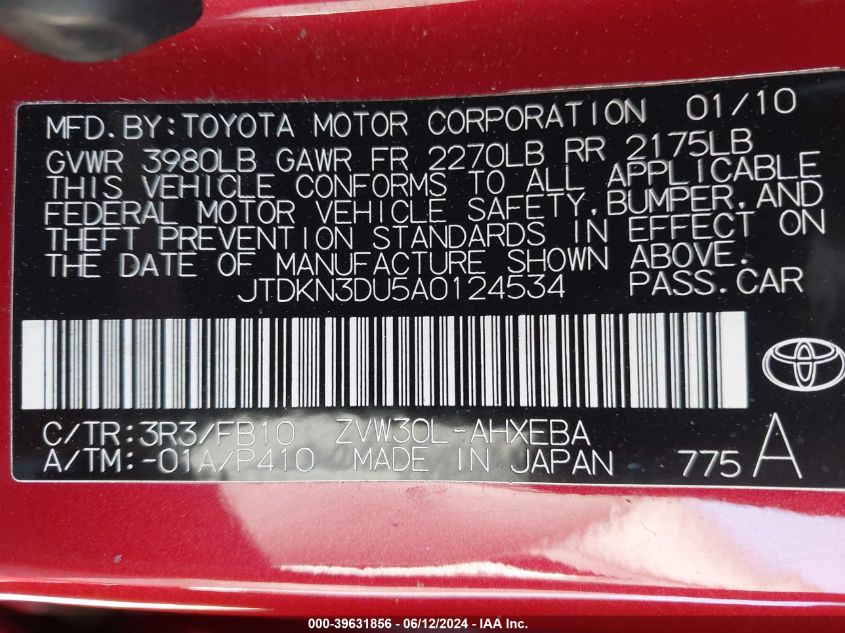 MFD. BY: TOYOTA MOTOR CORPORATION 01/10
GVWR 3980LB GAWR FR 2270LB RR 2175LB
THIS VEHICLE CONFORMS TO ALL APPLICABLE
FEDERAL MOTOR VEHICLE SAFETY, BUMPER, AND
THEFT PREVENTION STANDARDS IN EFFECT ON
THE DATE OF MANUFACTURE SHOWN ABOVE.
JTDKN3DU5A0124534 PASS. CAR
C/TR: 3R3/FB10 ZVW30L-AHXEBA
A/TM: -01A/P410 MADE IN JAPAN 775 A
000-39631856 - 06/12/2024 - IAA Inc.